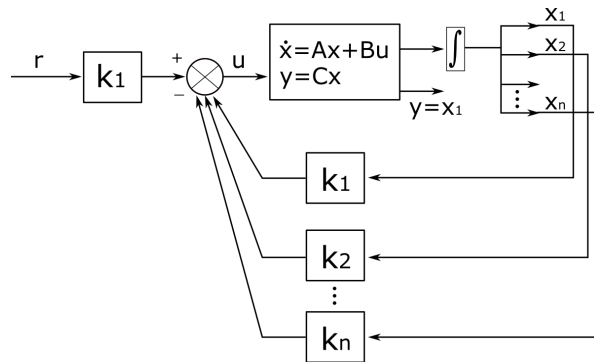 r
k₁
+
−
u
ẋ=Ax+Bu
y=Cx
∫
y=x₁
x₁
x₂
⋮
xₙ
k₁
k₂
⋮
kₙ